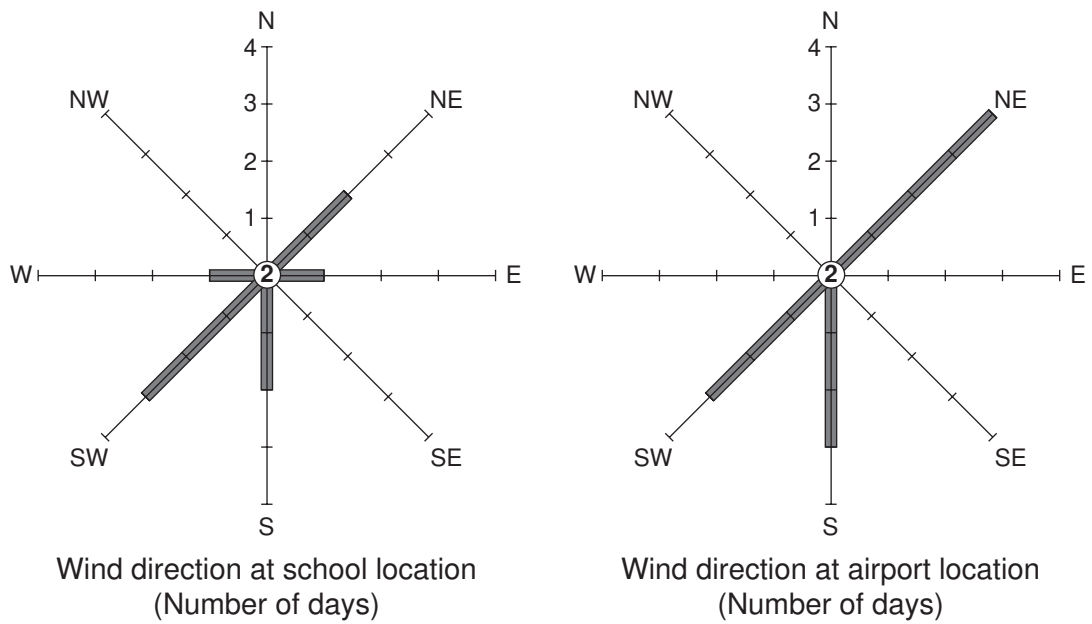 N
4
3
2
1
NW
NE
W
2
E
SW
SE
S
Wind direction at school location
(Number of days)
N
4
3
2
1
NW
NE
W
2
E
SW
SE
S
Wind direction at airport location
(Number of days)